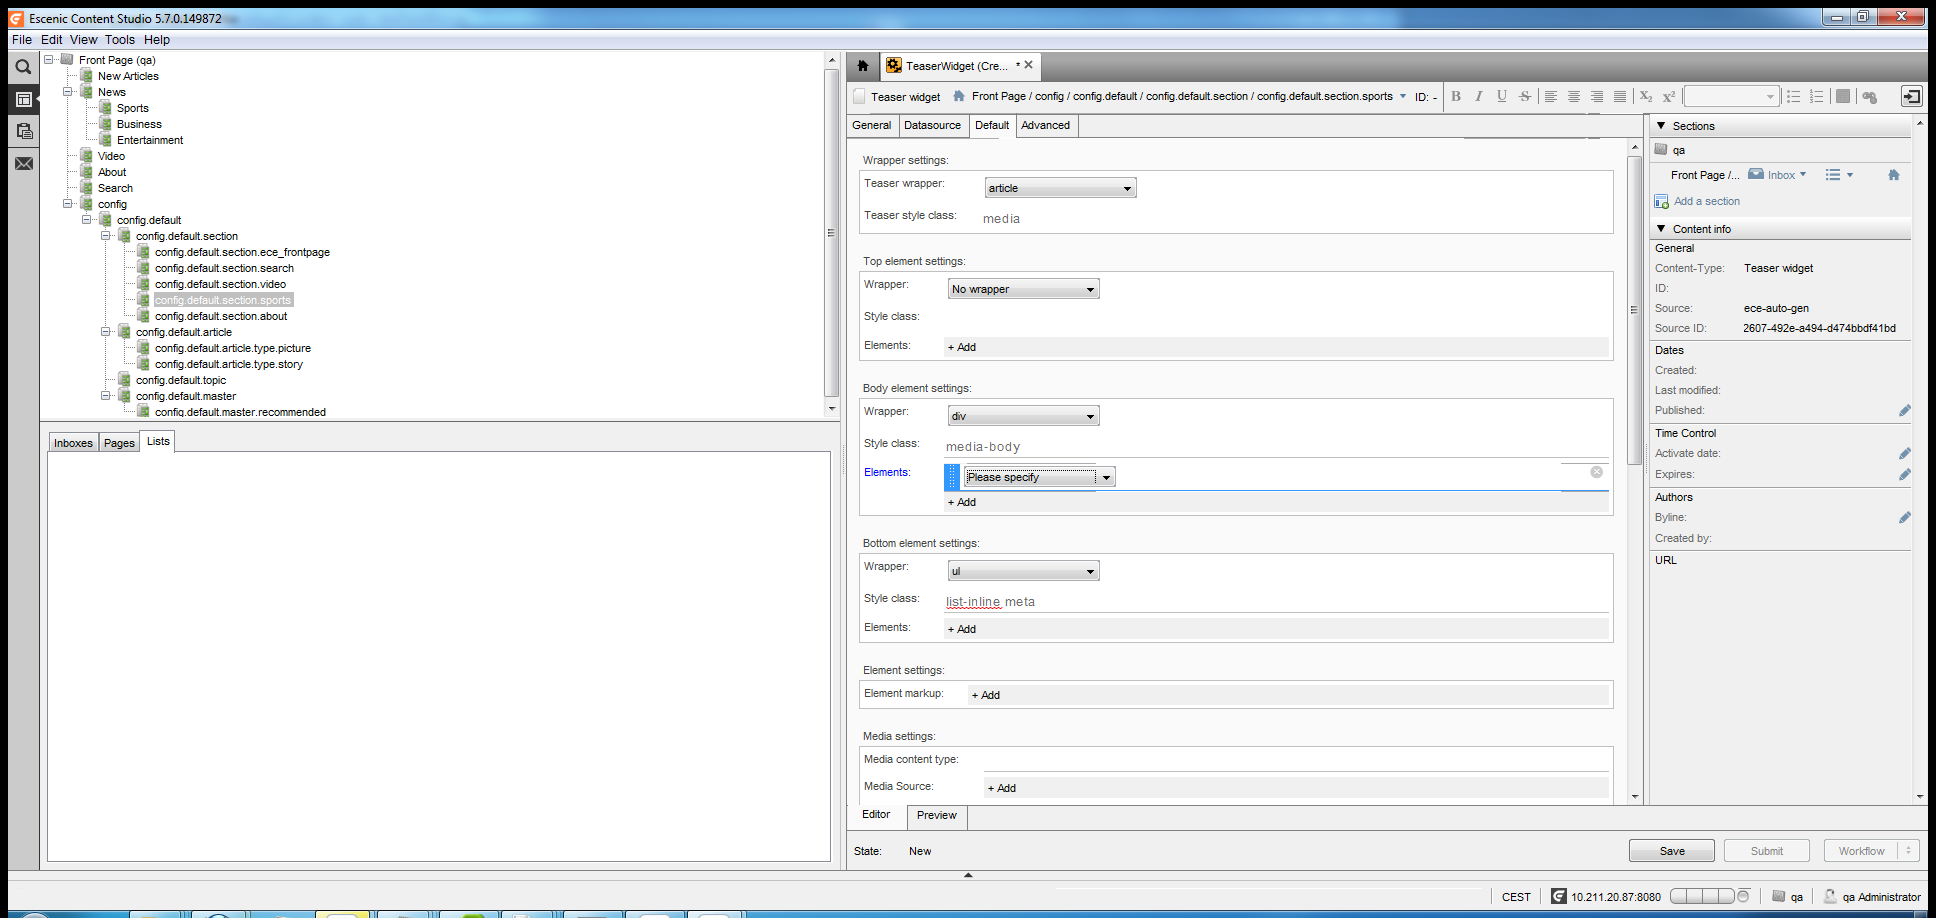 Escenic Content Studio 5.7.0.149872
File Edit View Tools Help
Front Page (qa)
New Articles
News
Sports
Business
Entertainment
Video
About
Search
config
config.default
config.default.section
config.default.section.ece_frontpage
config.default.section.search
config.default.section.video
config.default.section.sports
config.default.section.about
config.default.article
config.default.article.type.picture
config.default.article.type.story
config.default.topic
config.default.master
config.default.master.recommended
Inboxes Pages Lists
TeaserWidget (Cre... *
Teaser widget Front Page / config / config.default / config.default.section / config.default.section.sports ID: - B I U S X2 x2
General Datasource Default Advanced
Wrapper settings:
Teaser wrapper: article
Teaser style class: media
Top element settings:
Wrapper: No wrapper
Style class:
Elements: + Add
Body element settings:
Wrapper: div
Style class: media-body
Elements: Please specify
+ Add
Bottom element settings:
Wrapper: ul
Style class: list-inline meta
Elements: + Add
Element settings:
Element markup: + Add
Media settings:
Media content type:
Media Source: + Add
Editor Preview
State: New
Sections
qa
Front Page /... Inbox
Add a section
Content info
General
Content-Type: Teaser widget
ID:
Source: ece-auto-gen
Source ID: 2607-492e-a494-d474bbdf41bd
Dates
Created:
Last modified:
Published:
Time Control
Activate date:
Expires:
Authors
Byline:
Created by:
URL
Save Submit Workflow
CEST 10.211.20.87:8080 qa qa Administrator